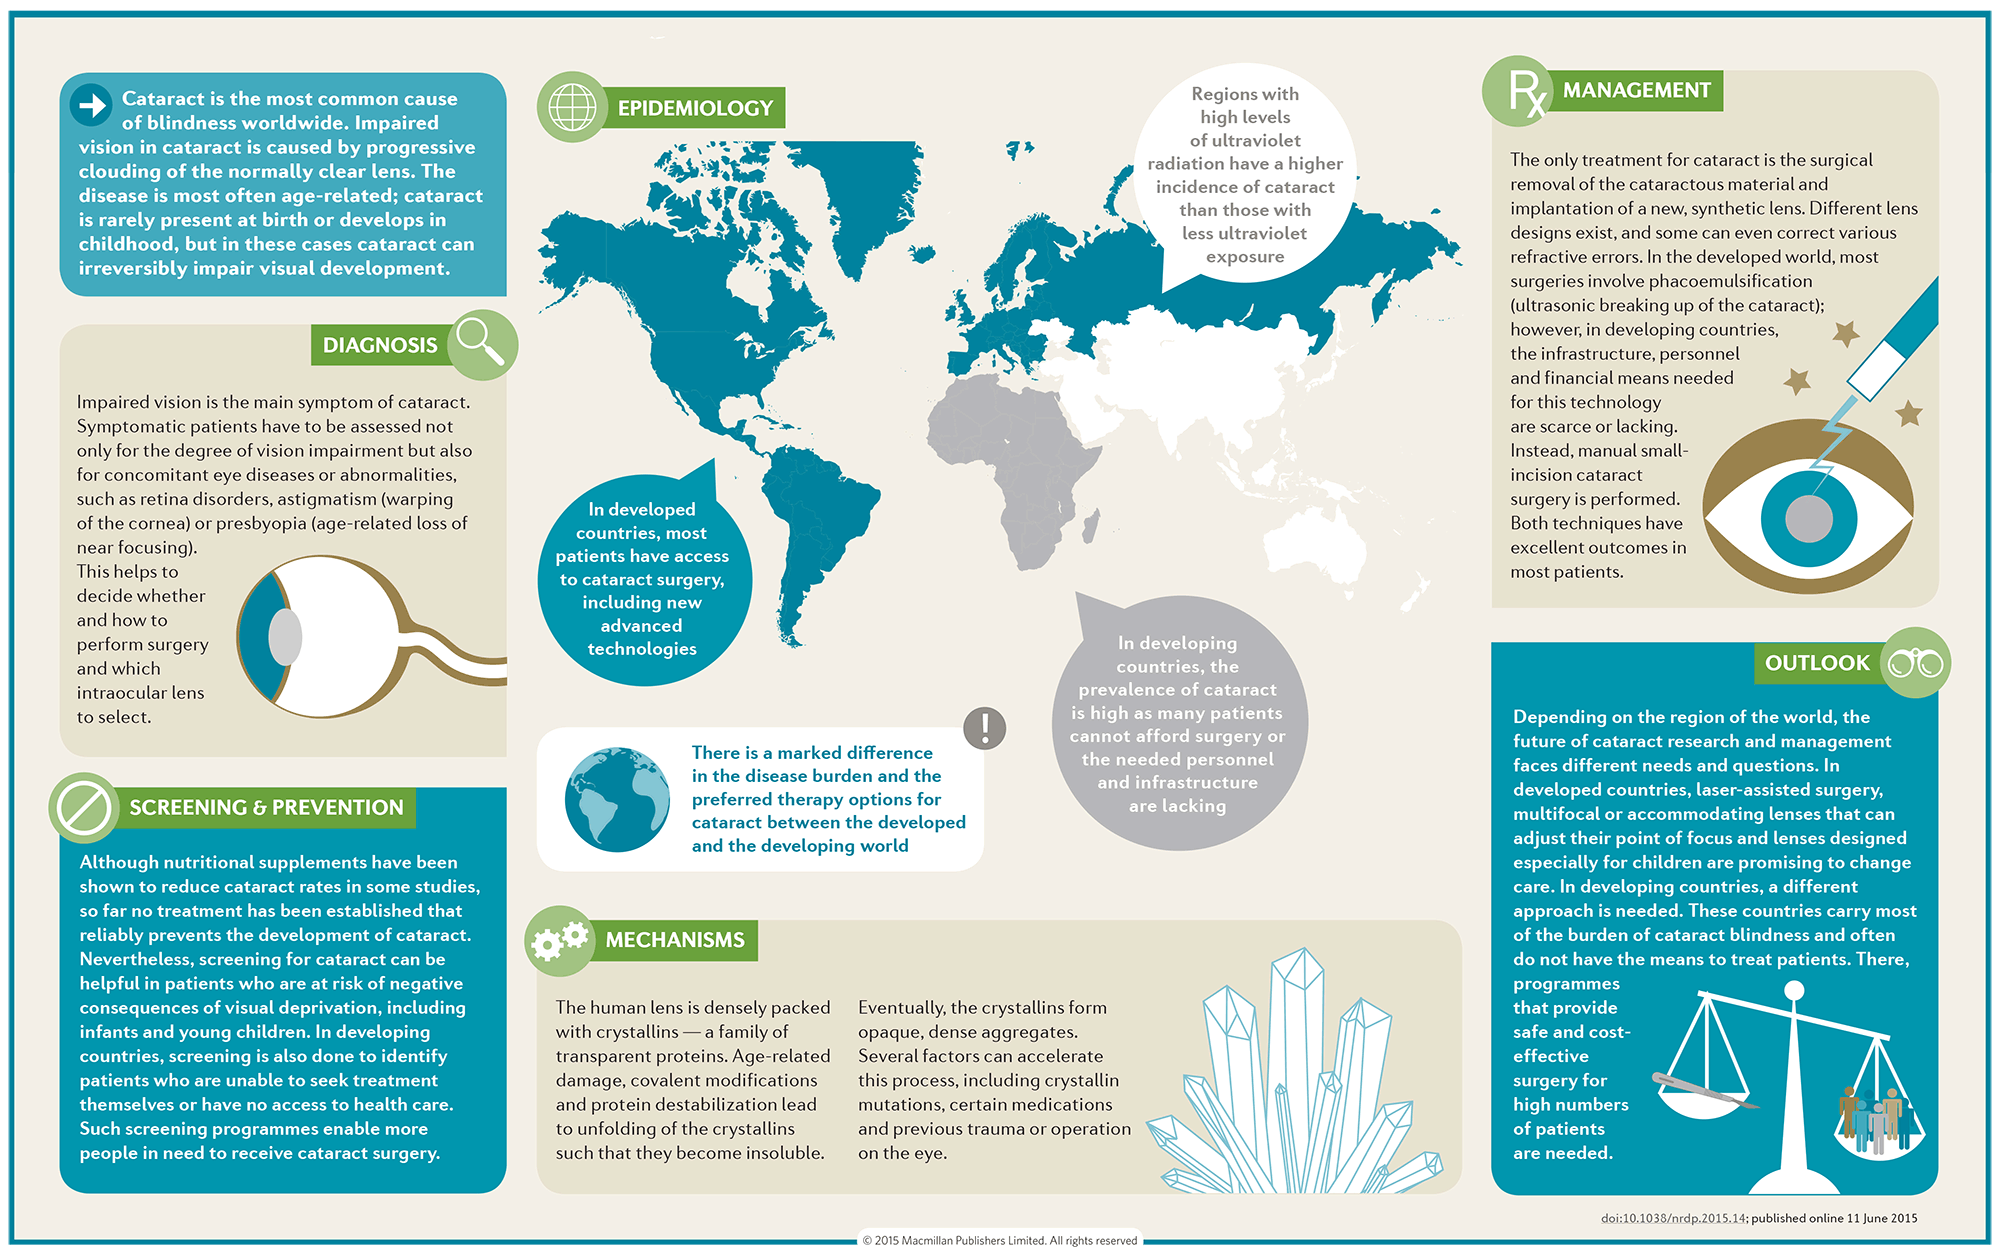 Cataract is the most common cause
of blindness worldwide. Impaired
vision in cataract is caused by progressive
clouding of the normally clear lens. The
disease is most often age-related; cataract
is rarely present at birth or develops in
childhood, but in these cases cataract can
irreversibly impair visual development.
DIAGNOSIS
Impaired vision is the main symptom of cataract.
Symptomatic patients have to be assessed not
only for the degree of vision impairment but also
for concomitant eye diseases or abnormalities,
such as retina disorders, astigmatism (warping
of the cornea) or presbyopia (age-related loss of
near focusing).
This helps to
decide whether
and how to
perform surgery
and which
intraocular lens
to select.
SCREENING & PREVENTION
Although nutritional supplements have been
shown to reduce cataract rates in some studies,
so far no treatment has been established that
reliably prevents the development of cataract.
Nevertheless, screening for cataract can be
helpful in patients who are at risk of negative
consequences of visual deprivation, including
infants and young children. In developing
countries, screening is also done to identify
patients who are unable to seek treatment
themselves or have no access to health care.
Such screening programmes enable more
people in need to receive cataract surgery.
EPIDEMIOLOGY
Regions with
high levels
of ultraviolet
radiation have a higher
incidence of cataract
than those with
less ultraviolet
exposure
In developed
countries, most
patients have access
to cataract surgery,
including new
advanced
technologies
In developing
countries, the
prevalence of cataract
is high as many patients
cannot afford surgery or
the needed personnel
and infrastructure
are lacking
!
There is a marked difference
in the disease burden and the
preferred therapy options for
cataract between the developed
and the developing world
MECHANISMS
The human lens is densely packed
with crystallins — a family of
transparent proteins. Age-related
damage, covalent modifications
and protein destabilization lead
to unfolding of the crystallins
such that they become insoluble.
Eventually, the crystallins form
opaque, dense aggregates.
Several factors can accelerate
this process, including crystallin
mutations, certain medications
and previous trauma or operation
on the eye.
Rx
MANAGEMENT
The only treatment for cataract is the surgical
removal of the cataractous material and
implantation of a new, synthetic lens. Different lens
designs exist, and some can even correct various
refractive errors. In the developed world, most
surgeries involve phacoemulsification
(ultrasonic breaking up of the cataract);
however, in developing countries,
the infrastructure, personnel
and financial means needed
for this technology
are scarce or lacking.
Instead, manual small-
incision cataract
surgery is performed.
Both techniques have
excellent outcomes in
most patients.
OUTLOOK
Depending on the region of the world, the
future of cataract research and management
faces different needs and questions. In
developed countries, laser-assisted surgery,
multifocal or accommodating lenses that can
adjust their point of focus and lenses designed
especially for children are promising to change
care. In developing countries, a different
approach is needed. These countries carry most
of the burden of cataract blindness and often
do not have the means to treat patients. There,
programmes
that provide
safe and cost-
effective
surgery for
high numbers
of patients
are needed.
doi:10.1038/nrdp.2015.14; published online 11 June 2015
© 2015 Macmillan Publishers Limited. All rights reserved